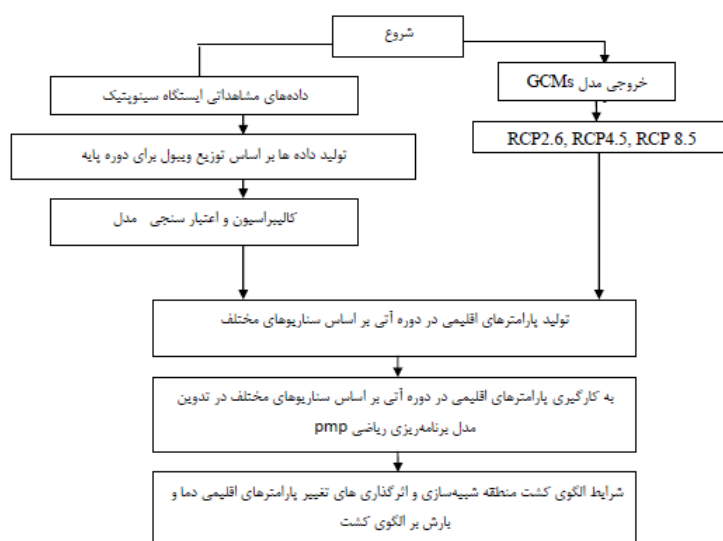 شروع
داده‌های مشاهداتی ایستگاه سینوپتیک
خروجی مدل GCMs
تولید داده ها بر اساس توزیع ویبول برای دوره پایه
RCP2.6, RCP4.5, RCP 8.5
کالیبراسیون و اعتبار سنجی مدل
تولید پارامترهای اقلیمی در دوره آتی بر اساس سناریوهای مختلف
به کارگیری پارامترهای اقلیمی در دوره آتی بر اساس سناریوهای مختلف در تدوین
مدل برنامه‌ریزی ریاضی pmp
شرایط الگوی کشت منطقه شبیه‌سازی و اثرگذاری های تغییر پارامترهای اقلیمی دما و
بارش بر الگوی کشت